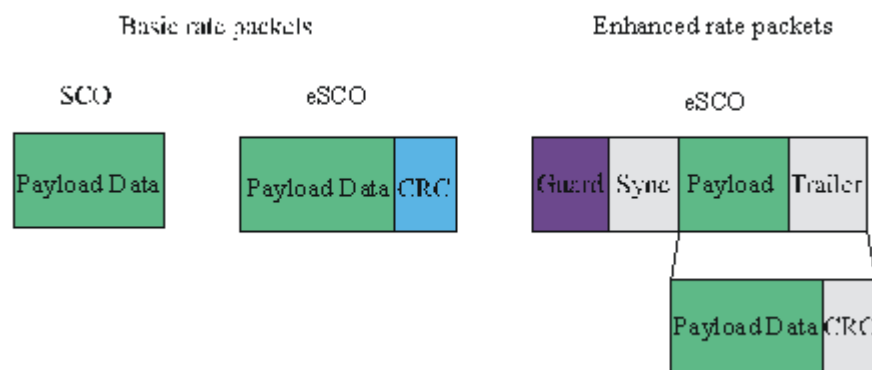 Basic rate packets
Enhanced rate packets
SCO
eSCO
eSCO
Payload Data
Payload Data
CRC
Guard
Sync
Payload
Trailer
Payload Data
CRC